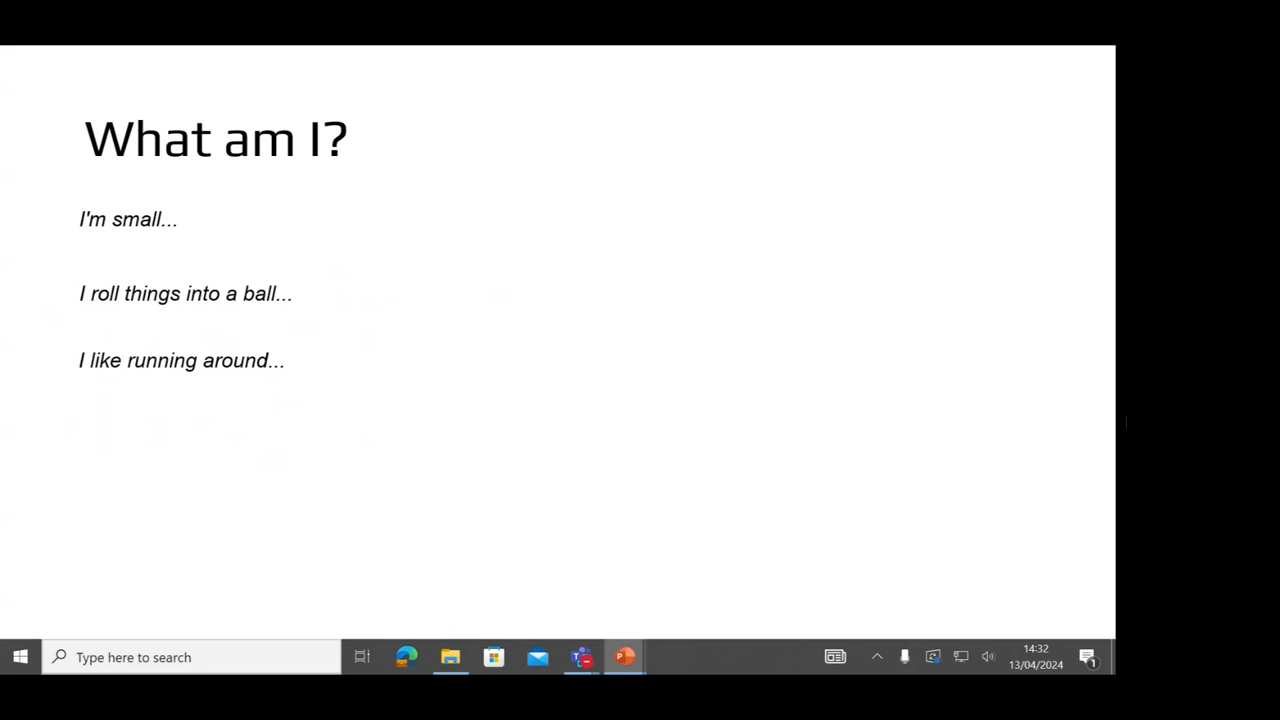 What am I?
I'm small...
I roll things into a ball...
I like running around...
Type here to search
14:32
13/04/2024
1